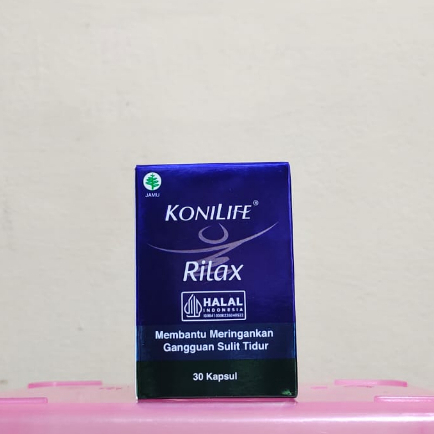 JAMU
KONILIFE®
Rilax
HALAL
INDONESIA
Membantu Meringankan
Gangguan Sulit Tidur
30 Kapsul